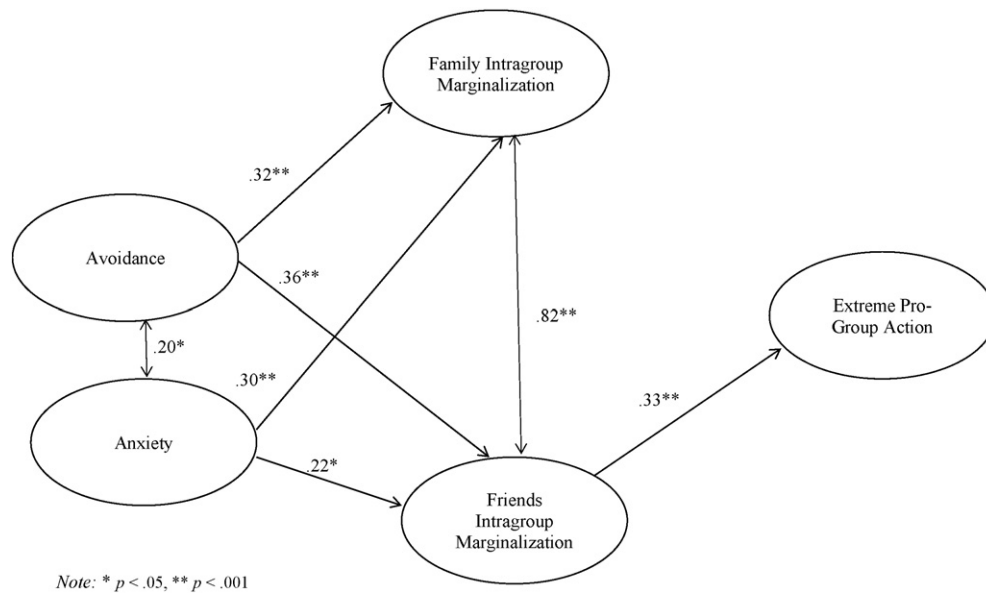 Family Intragroup
Marginalization
.32**
Avoidance
.36**
Extreme Pro-
Group Action
.82**
.20*
.30**
.33**
Anxiety
.22*
Friends
Intragroup
Marginalization
Note: * p < .05, ** p < .001